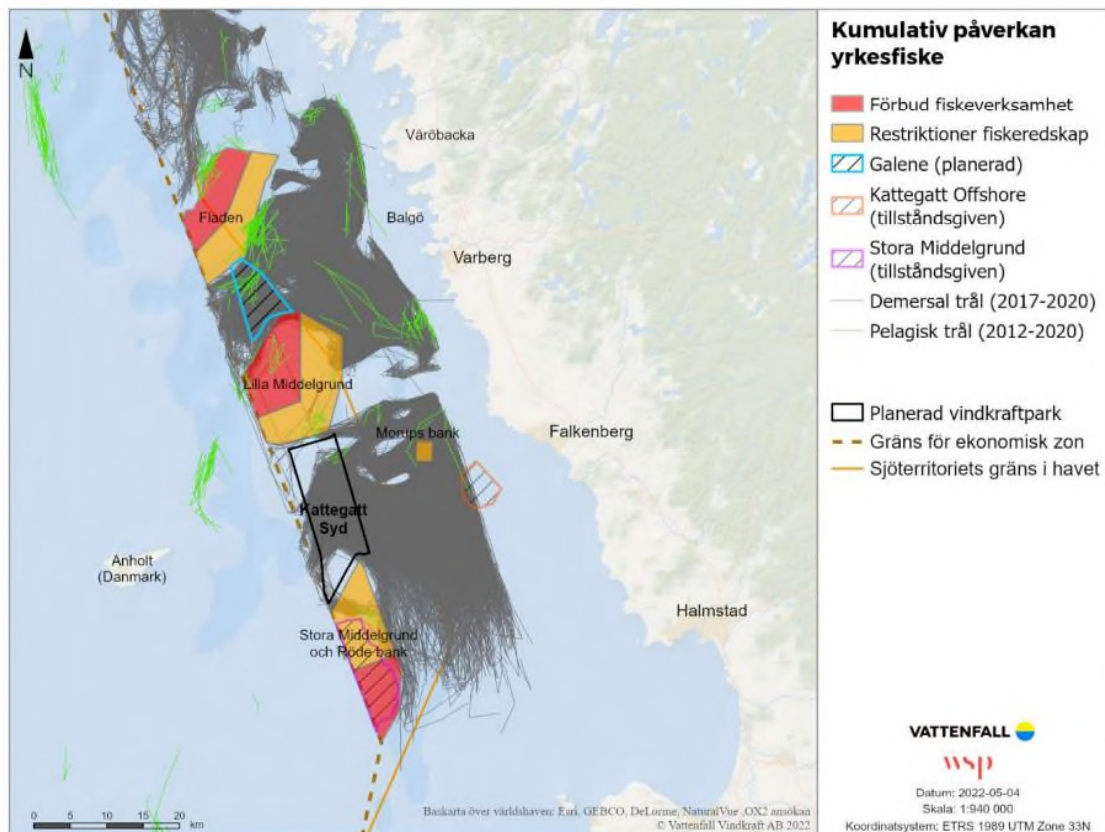 Kumulativ påverkan
yrkesfiske
Förbud fiskeverksamhet
Restriktioner fiskeredskap
Galene (planerad)
Kattegatt Offshore
(tillståndsgiven)
Stora Middelgrund
(tillståndsgiven)
Demersal trål (2017-2020)
Pelagisk trål (2012-2020)
Planerad vindkraftpark
Gräns för ekonomisk zon
Sjöterritoriets gräns i havet
N
Väröbacka
Fladen
Balgö
Varberg
Lilla Middelgrund
Morups bank
Falkenberg
Kattegatt
Syd
Anholt
(Danmark)
Halmstad
Stora Middelgrund
och Röde bank
0 5 10 15 20
km
Baskarta över världshaven: Esri, GEBCO, DeLorme, NaturalVue ,OX2 ansökan
© Vattenfall Vindkraft AB 2022
VATTENFALL
wsp
Datum: 2022-05-04
Skala: 1:940 000
Koordinatsystem: ETRS 1989 UTM Zone 33N